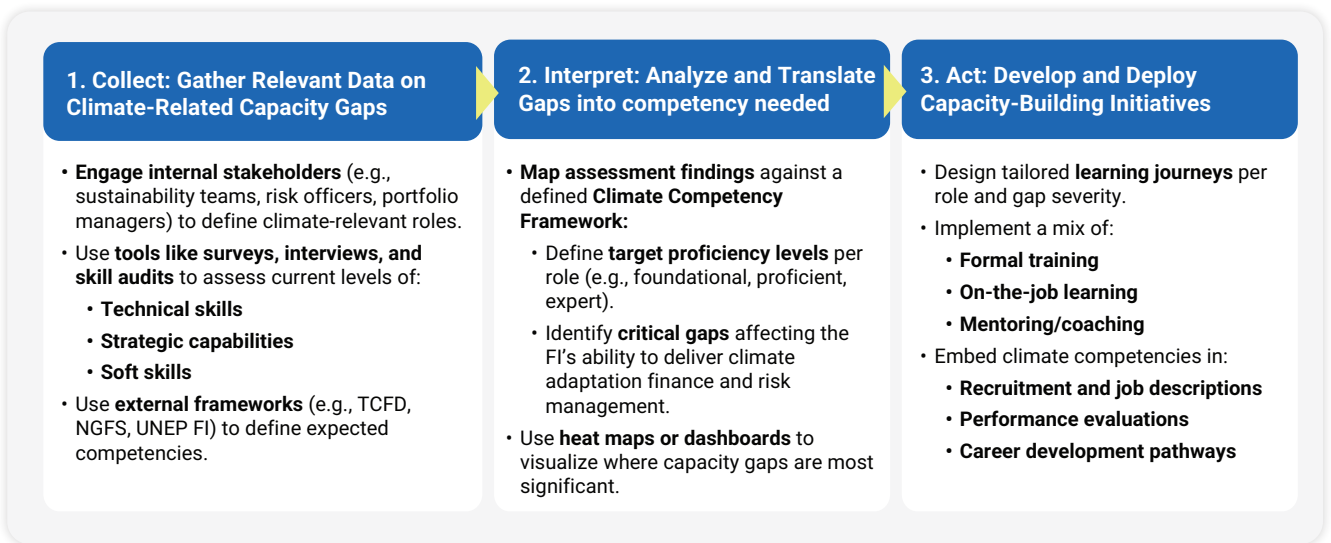 1. Collect: Gather Relevant Data on
Climate-Related Capacity Gaps
• Engage internal stakeholders (e.g.,
sustainability teams, risk officers, portfolio
managers) to define climate-relevant roles.
• Use tools like surveys, interviews, and
skill audits to assess current levels of:
• Technical skills
• Strategic capabilities
• Soft skills
• Use external frameworks (e.g., TCFD,
NGFS, UNEP FI) to define expected
competencies.
2. Interpret: Analyze and Translate
Gaps into competency needed
• Map assessment findings against a
defined Climate Competency
Framework:
• Define target proficiency levels per
role (e.g., foundational, proficient,
expert).
• Identify critical gaps affecting the
FI’s ability to deliver climate
adaptation finance and risk
management.
• Use heat maps or dashboards to
visualize where capacity gaps are most
significant.
3. Act: Develop and Deploy
Capacity-Building Initiatives
• Design tailored learning journeys per
role and gap severity.
• Implement a mix of:
• Formal training
• On-the-job learning
• Mentoring/coaching
• Embed climate competencies in:
• Recruitment and job descriptions
• Performance evaluations
• Career development pathways